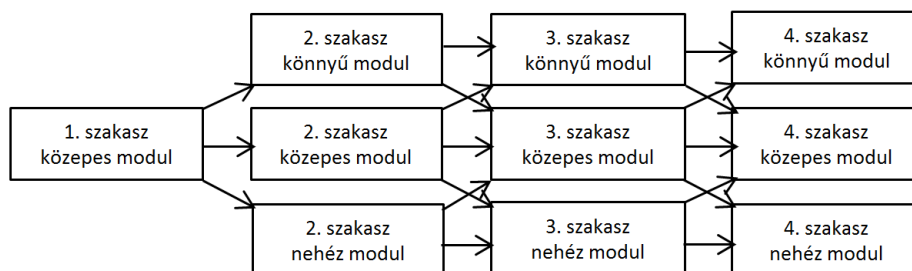 1. szakasz
közepes modul
2. szakasz
könnyű modul
2. szakasz
közepes modul
2. szakasz
nehéz modul
3. szakasz
könnyű modul
3. szakasz
közepes modul
3. szakasz
nehéz modul
4. szakasz
könnyű modul
4. szakasz
közepes modul
4. szakasz
nehéz modul